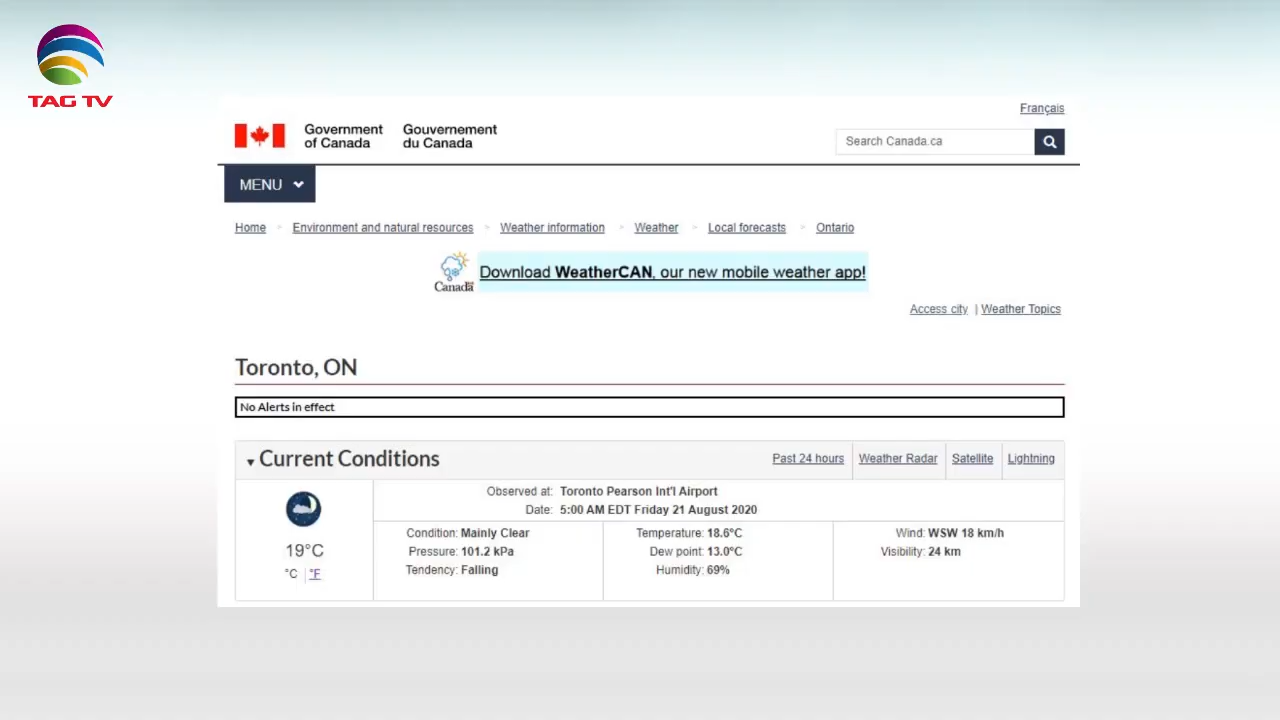 TAG TV
Français
Government of Canada
Gouvernement du Canada
Search Canada.ca
MENU
Home > Environment and natural resources > Weather information > Weather > Local forecasts > Ontario
Canada
Download WeatherCAN, our new mobile weather app!
Access city | Weather Topics
Toronto, ON
No Alerts in effect
Current Conditions
Past 24 hours
Weather Radar
Satellite
Lightning
19°C
°C | °F
Observed at: Toronto Pearson Int'l Airport
Date: 5:00 AM EDT Friday 21 August 2020
Condition: Mainly Clear
Pressure: 101.2 kPa
Tendency: Falling
Temperature: 18.6°C
Dew point: 13.0°C
Humidity: 69%
Wind: WSW 18 km/h
Visibility: 24 km